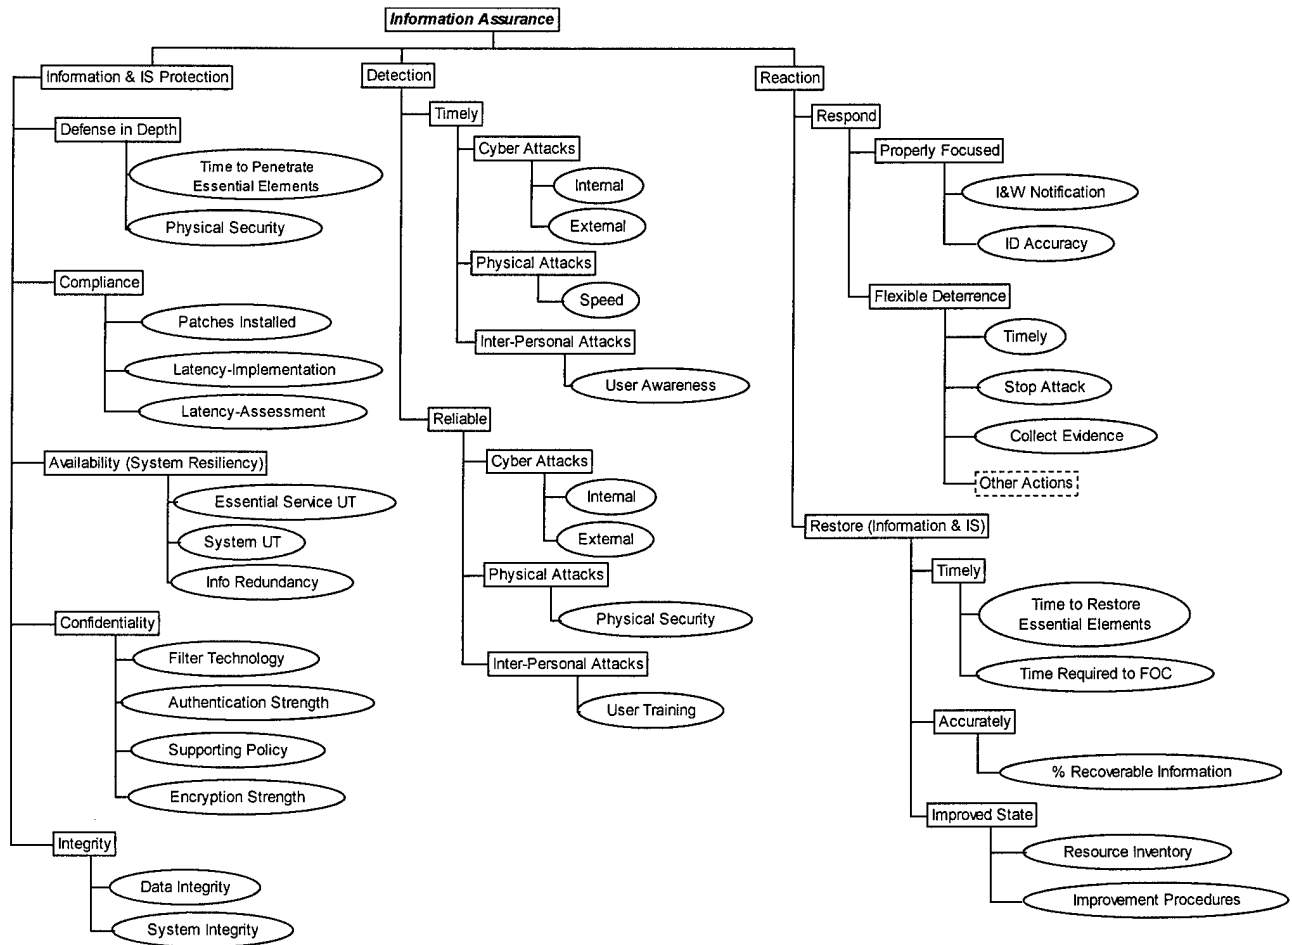 Information Assurance
Information & IS Protection
Defense in Depth
Time to Penetrate
Essential Elements
Physical Security
Compliance
Patches Installed
Latency-Implementation
Latency-Assessment
Availability (System Resiliency)
Essential Service UT
System UT
Info Redundancy
Confidentiality
Filter Technology
Authentication Strength
Supporting Policy
Encryption Strength
Integrity
Data Integrity
System Integrity
Detection
Timely
Cyber Attacks
Internal
External
Physical Attacks
Speed
Inter-Personal Attacks
User Awareness
Reliable
Cyber Attacks
Internal
External
Physical Attacks
Physical Security
Inter-Personal Attacks
User Training
Reaction
Respond
Properly Focused
I&W Notification
ID Accuracy
Flexible Deterrence
Timely
Stop Attack
Collect Evidence
Other Actions
Restore (Information & IS)
Timely
Time to Restore
Essential Elements
Time Required to FOC
Accurately
% Recoverable Information
Improved State
Resource Inventory
Improvement Procedures